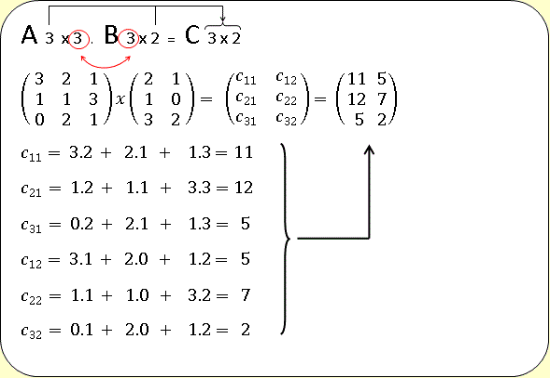 A 3 x 3 . B 3 x 2 = C 3 x 2
3 2 1 2 1 c11 c12 11 5
1 1 3 x 1 0 = c21 c22 = 12 7
0 2 1 3 2 c31 c32 5 2
c11 = 3.2 + 2.1 + 1.3 = 11
c21 = 1.2 + 1.1 + 3.3 = 12
c31 = 0.2 + 2.1 + 1.3 = 5
c12 = 3.1 + 2.0 + 1.2 = 5
c22 = 1.1 + 1.0 + 3.2 = 7
c32 = 0.1 + 2.0 + 1.2 = 2